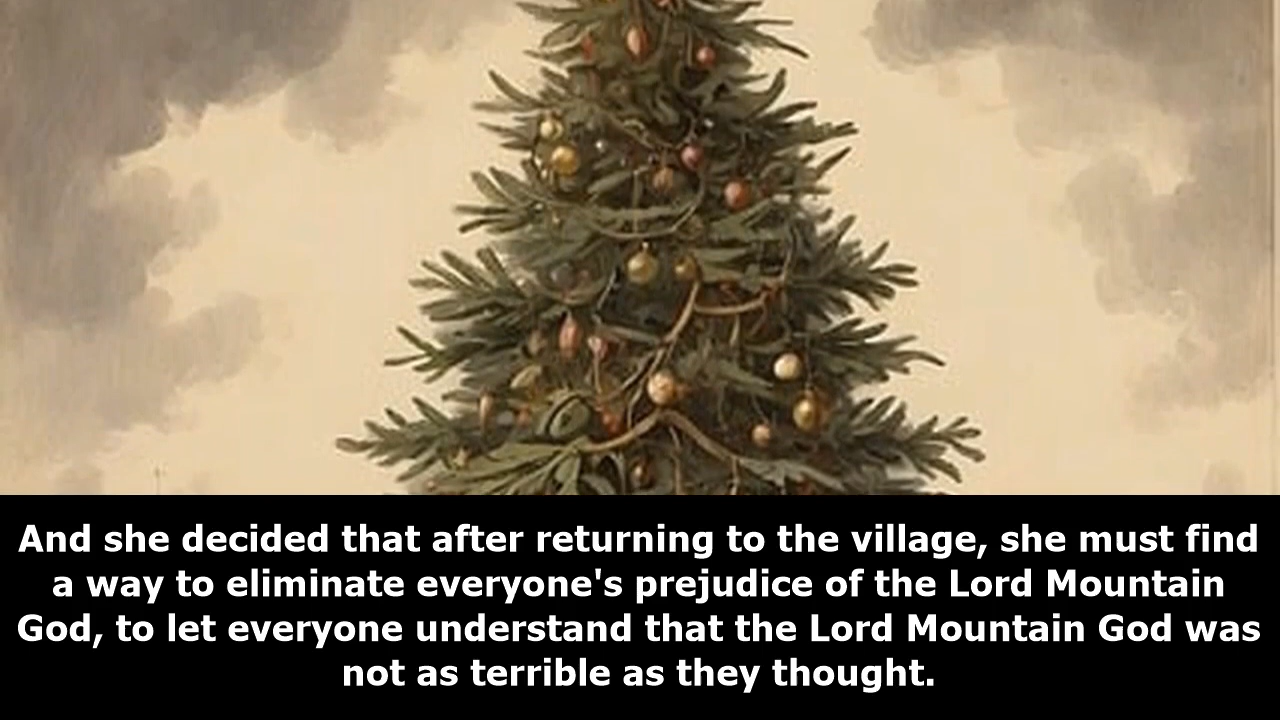 And she decided that after returning to the village, she must find
a way to eliminate everyone's prejudice of the Lord Mountain
God, to let everyone understand that the Lord Mountain God was
not as terrible as they thought.